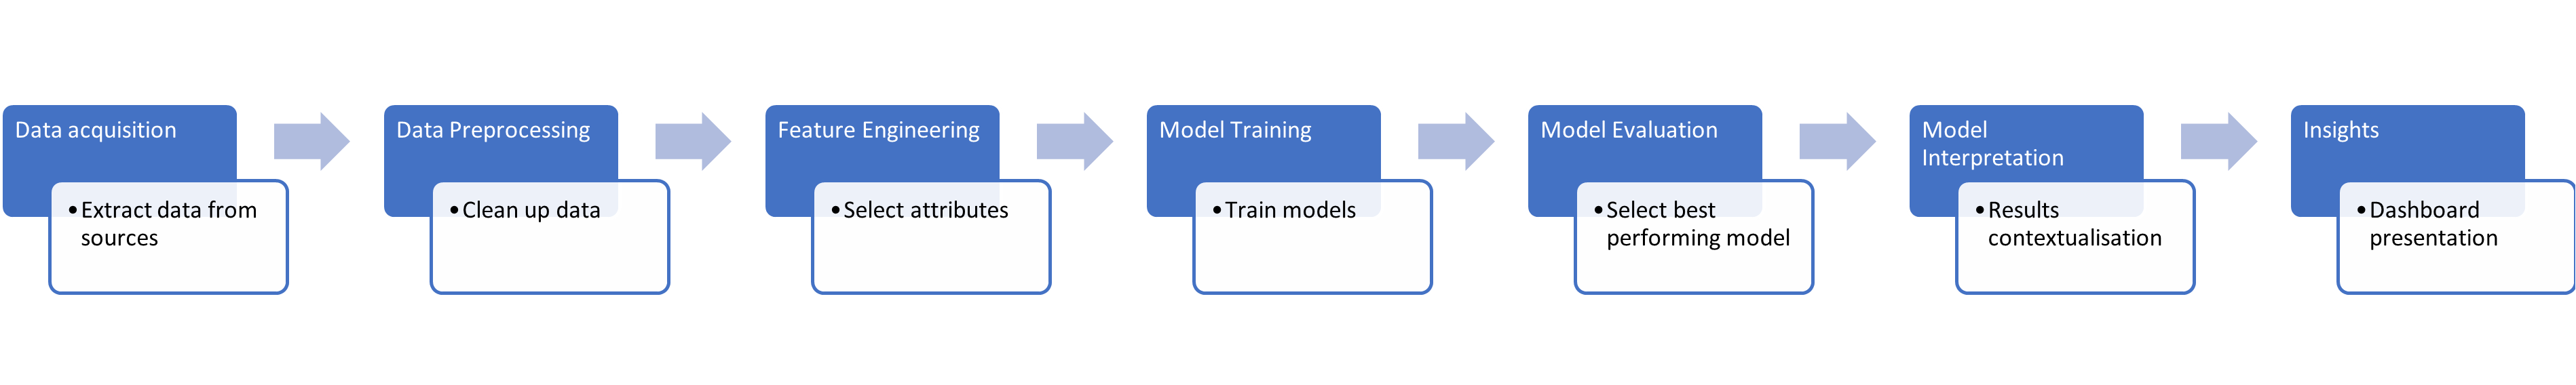 Data acquisition
• Extract data from
sources
Data Preprocessing
• Clean up data
Feature Engineering
• Select attributes
Model Training
• Train models
Model Evaluation
• Select best
performing model
Model
Interpretation
• Results
contextualisation
Insights
• Dashboard
presentation